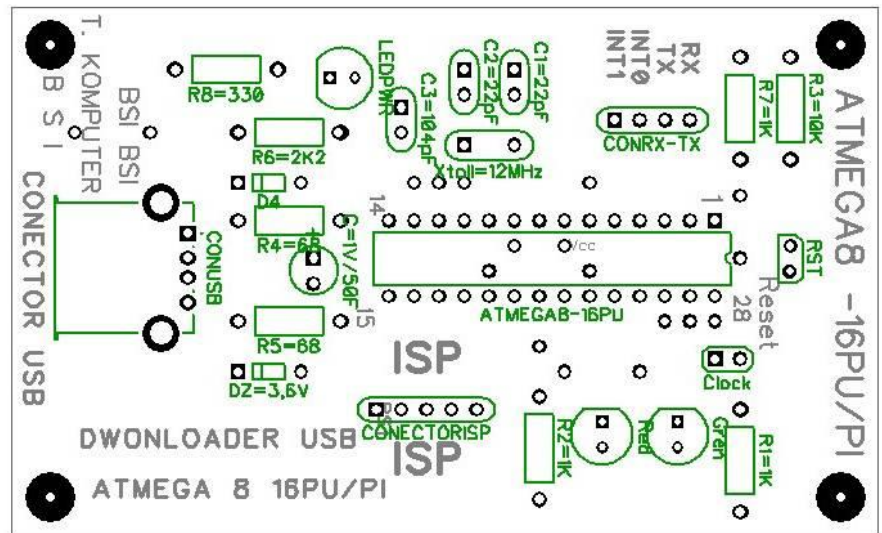 T. KOMPUTER
B S I
BSI BSI
CONECTOR USB
CONUSB
R8=330
LEDPWR
R6=2K2
D4
R4=68
C=1V/50F
+
R5=68
DZ=3,6V
C3=104pF
C2=22pF
C1=22pF
Xtoll=12MHz
INT1
INT0
TX
RX
CONRX-TX
R7=1K
R3=10K
ATMEGA8 -16PU/PI
14
1
Vcc
RST
15
ATMEGA8-16PU
28
Reset
ISP
Clock
CONECTORISP
ISP
R2=1K
Red
Gren
R1=1K
DWONLOADER USB
ATMEGA 8 16PU/PI